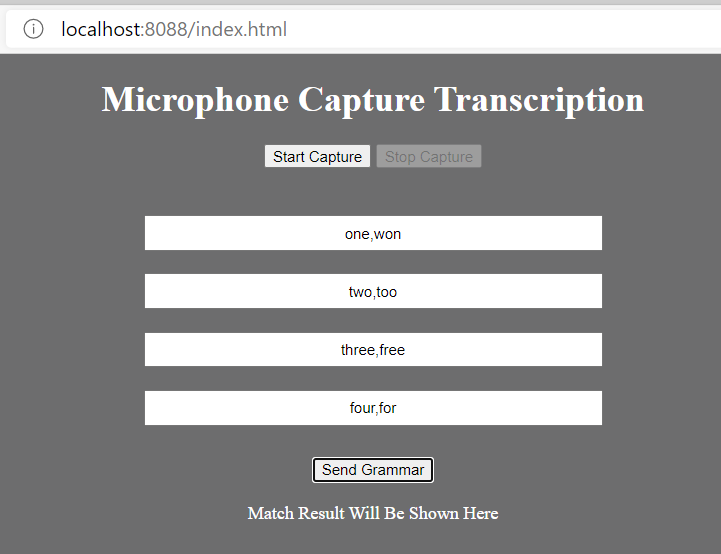 localhost:8088/index.html
Microphone Capture Transcription
Start Capture Stop Capture
one,won
two,too
three,free
four,for
Send Grammar
Match Result Will Be Shown Here